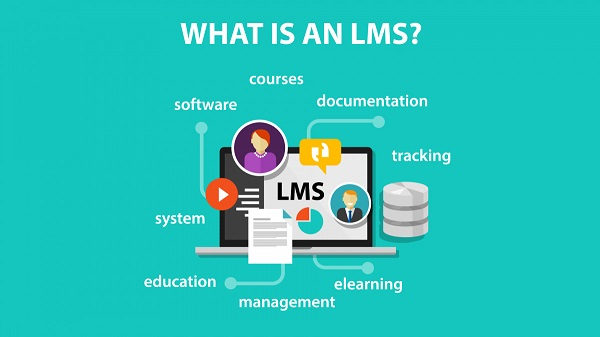 WHAT IS AN LMS?
courses
software
documentation
tracking
LMS
system
education
elearning
management